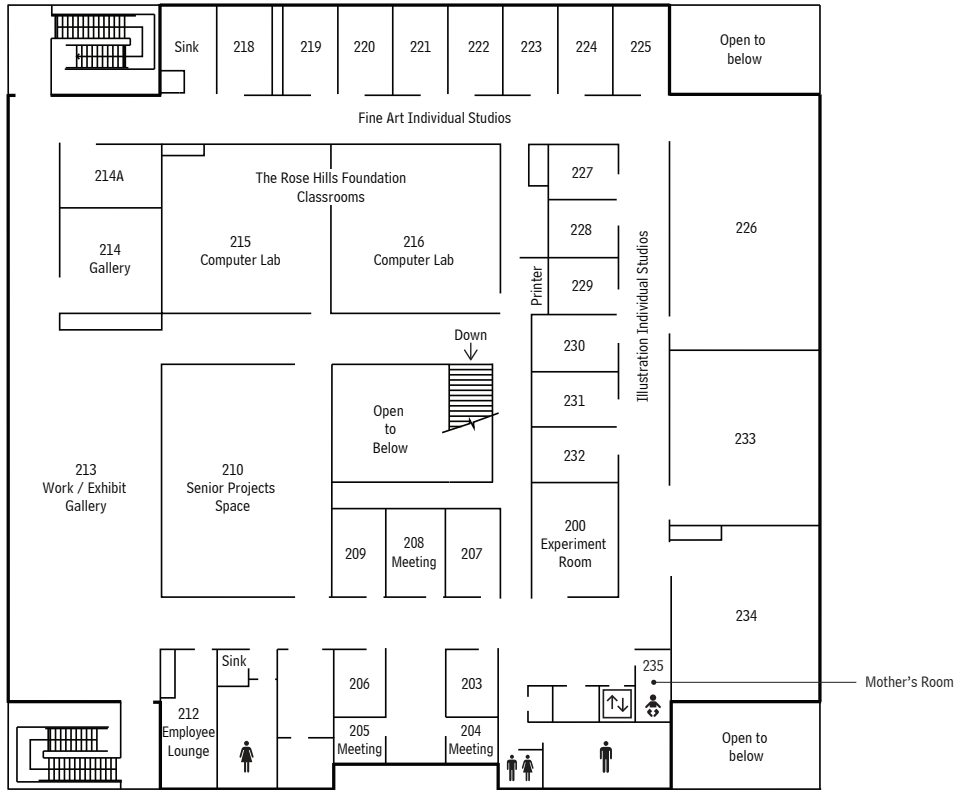 Sink
218
219
220
221
222
223
224
225
Open to
below
Fine Art Individual Studios
214A
The Rose Hills Foundation
Classrooms
227
226
214
Gallery
215
Computer Lab
216
Computer Lab
228
Printer
229
Illustration Individual Studios
Down
230
231
Open
to
Below
232
233
213
Work / Exhibit
Gallery
210
Senior Projects
Space
209
208
Meeting
207
200
Experiment
Room
234
Sink
206
203
235
Mother's Room
212
Employee
Lounge
205
Meeting
204
Meeting
Open to
below